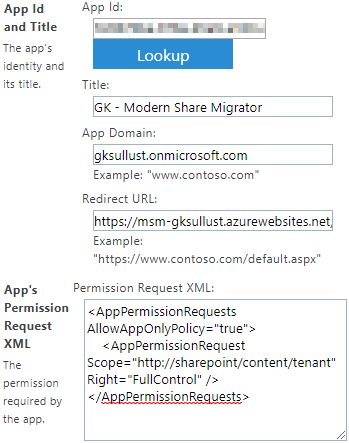 App Id and Title
The app's identity and its title.
App Id:
Lookup
Title:
GK - Modern Share Migrator
App Domain:
gksullust.onmicrosoft.com
Example: "www.contoso.com"
Redirect URL:
https://msm-gksullust.azurewebsites.net/
Example:
"https://www.contoso.com/default.aspx"
App's Permission Request XML
The permission required by the app.
Permission Request XML:
<AppPermissionRequests
AllowAppOnlyPolicy="true">
<AppPermissionRequest
Scope="http://sharepoint/content/tenant"
Right="FullControl" />
</AppPermissionRequests>